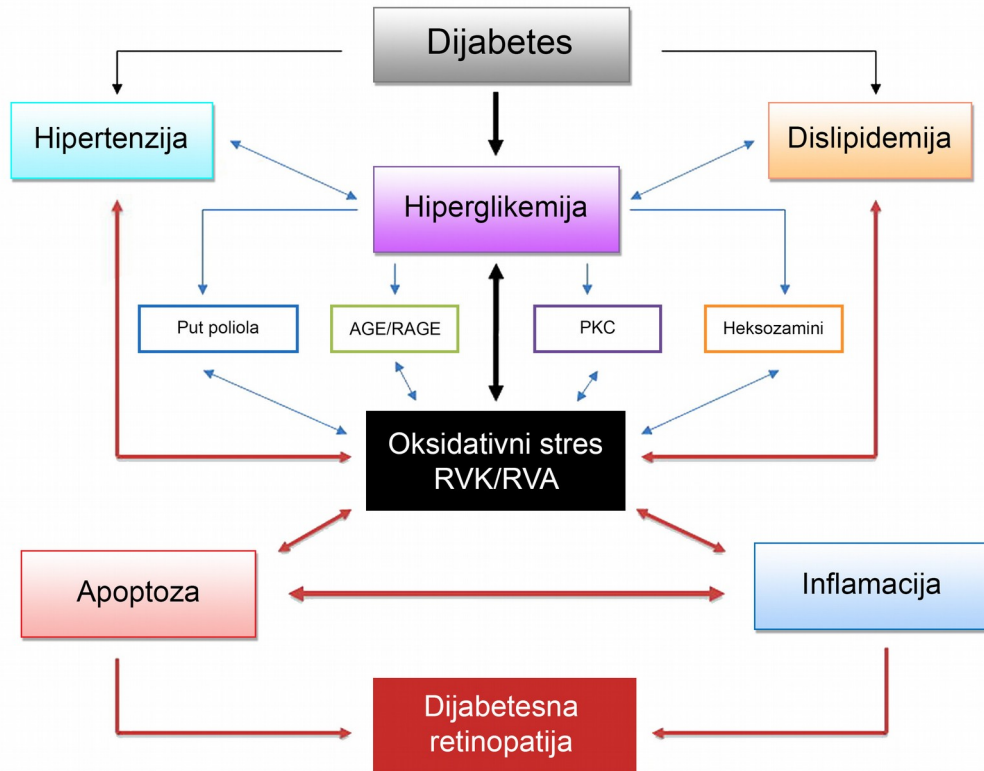 Dijabetes
Hipertenzija
Dislipidemija
Hiperglikemija
Put poliola
AGE/RAGE
PKC
Heksozamini
Oksidativni stres
RVK/RVA
Apoptoza
Inflamacija
Dijabetesna
retinopatija